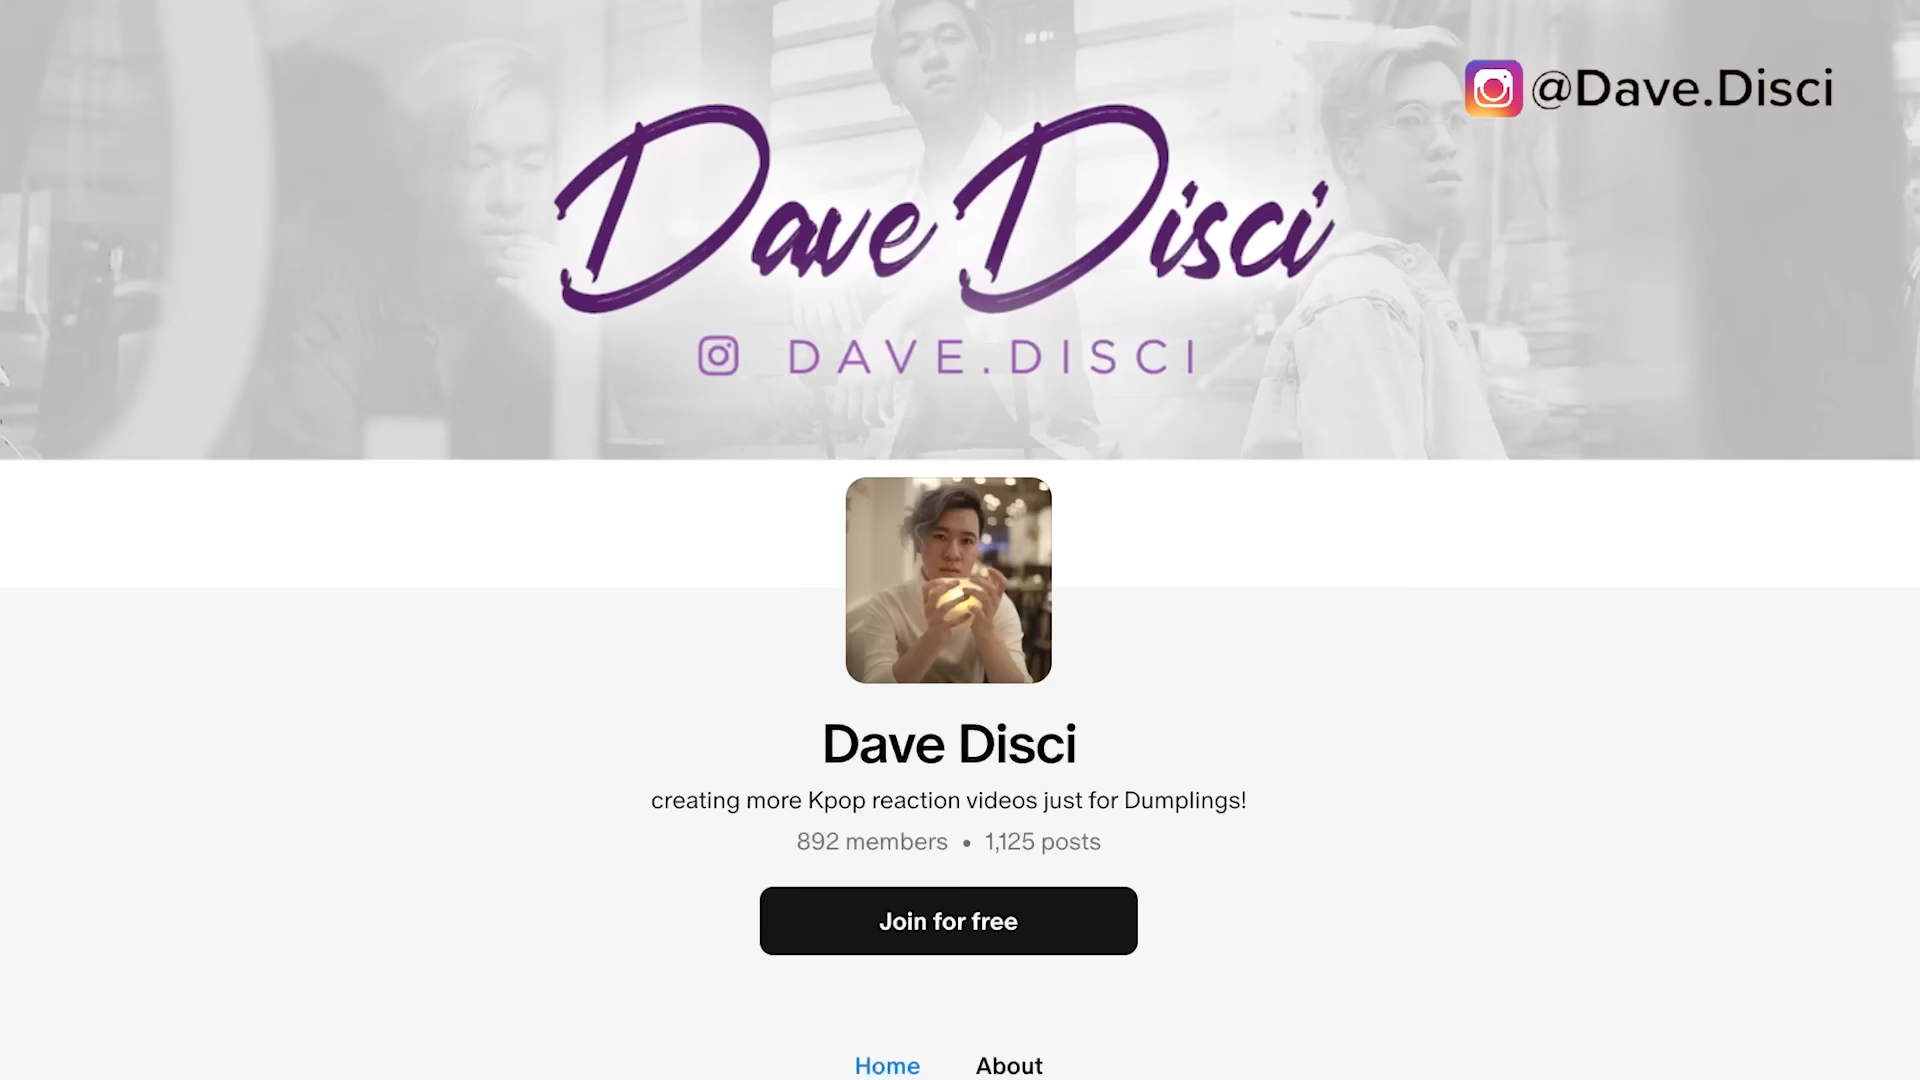 @Dave.Disci
Dave Disci
DAVE.DISCI
Dave Disci
creating more Kpop reaction videos just for Dumplings!
892 members • 1,125 posts
Join for free
Home About